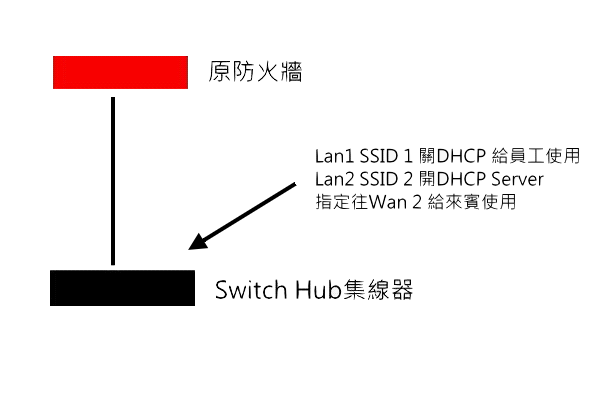 原防火牆
Lan1 SSID 1 關DHCP 給員工使用
Lan2 SSID 2 開DHCP Server
指定往Wan 2 給來賓使用
Switch Hub集線器